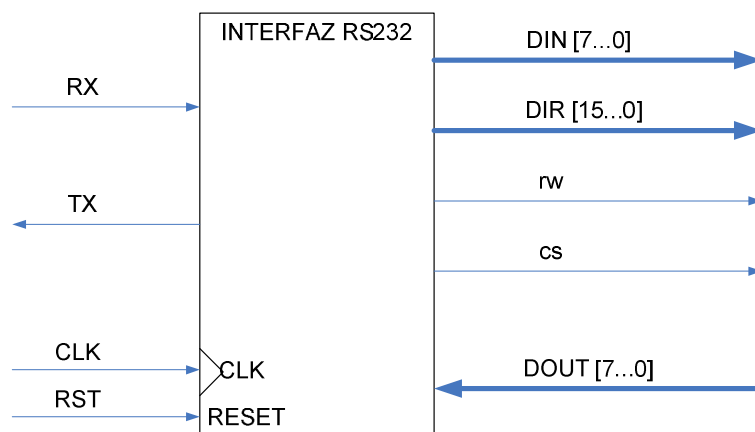 INTERFAZ RS232
DIN [7...0]
RX
DIR [15...0]
rw
TX
cs
CLK
CLK
DOUT [7...0]
RST
RESET